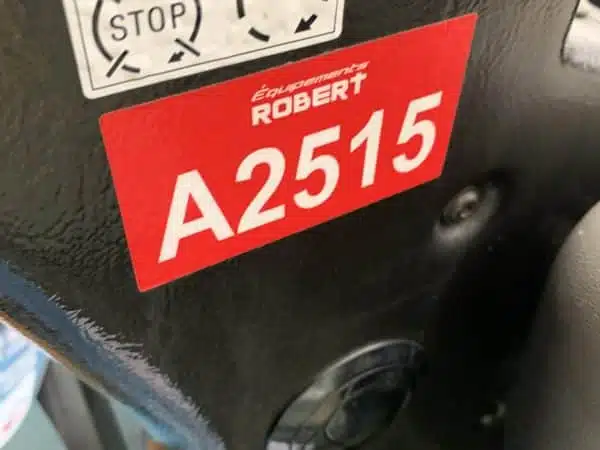 STOP
Équipements
ROBERT
A2515